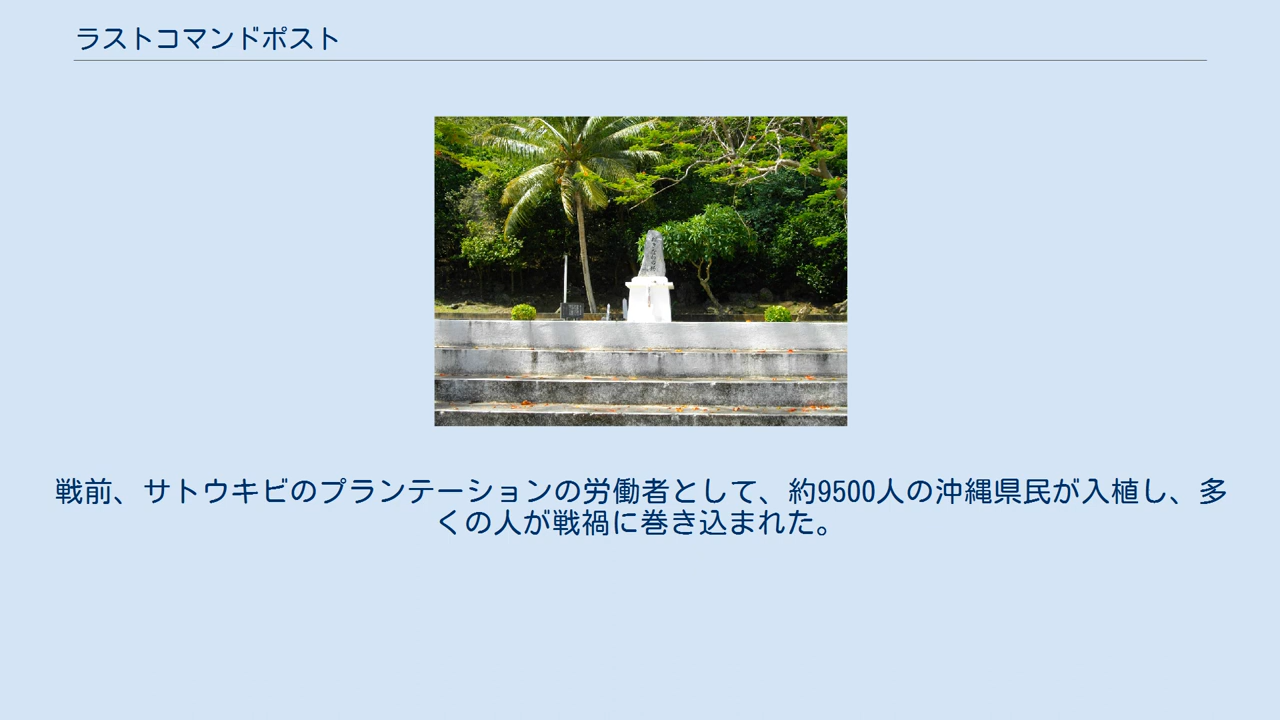 ラストコマンドポスト
戦前、サトウキビのプランテーションの労働者として、約9500人の沖縄県民が入植し、多
くの人が戦禍に巻き込まれた。